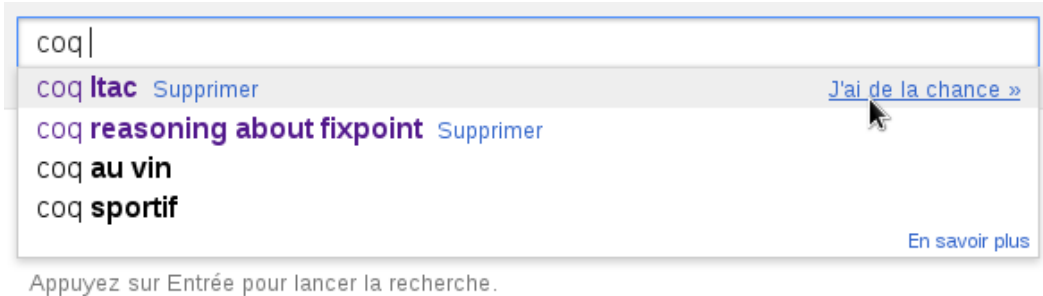 coq
coq ltac Supprimer J'ai de la chance »
coq reasoning about fixpoint Supprimer
coq au vin
coq sportif
En savoir plus
Appuyez sur Entrée pour lancer la recherche.